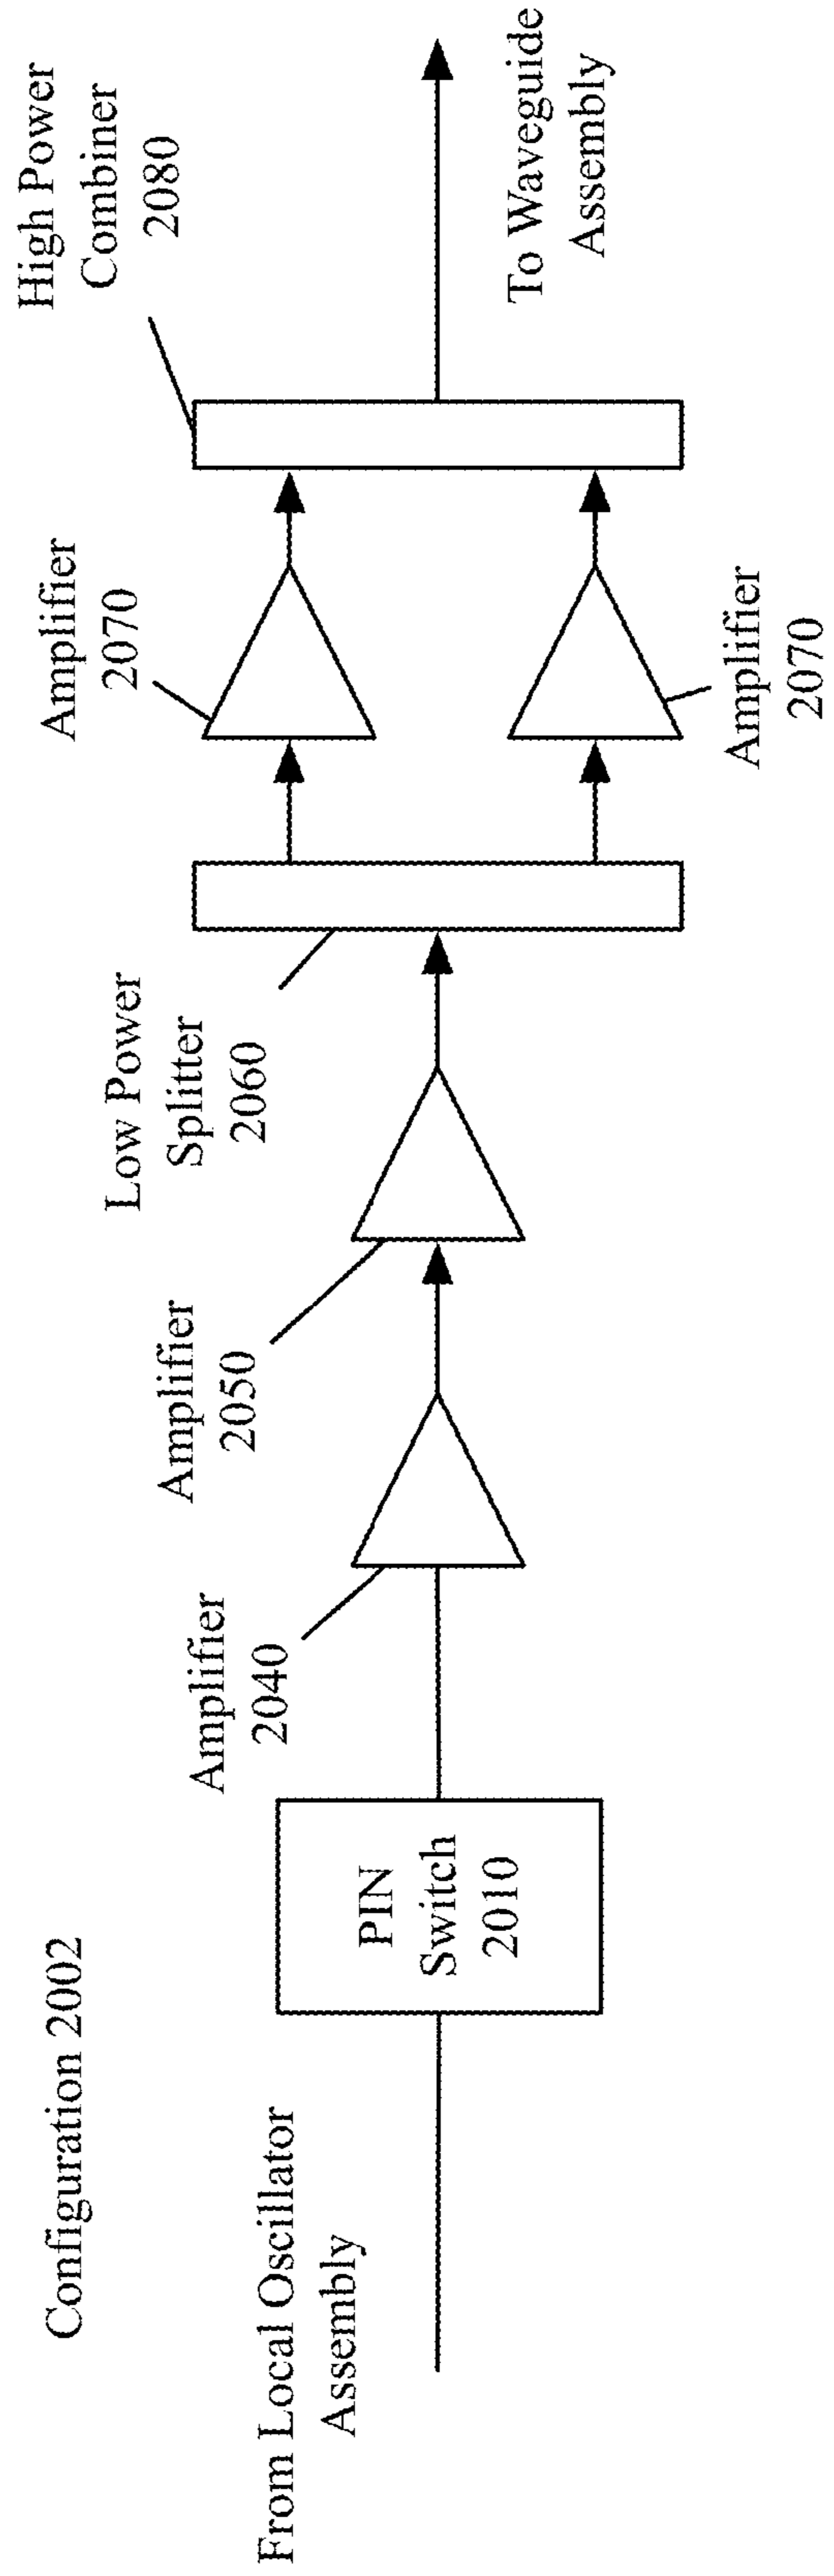 Configuration 2002
From Local Oscillator
Assembly
PIN
Switch
2010
Amplifier
2040
Amplifier
2050
Low Power
Splitter
2060
Amplifier
2070
Amplifier
2070
High Power
Combiner
2080
To Waveguide
Assembly